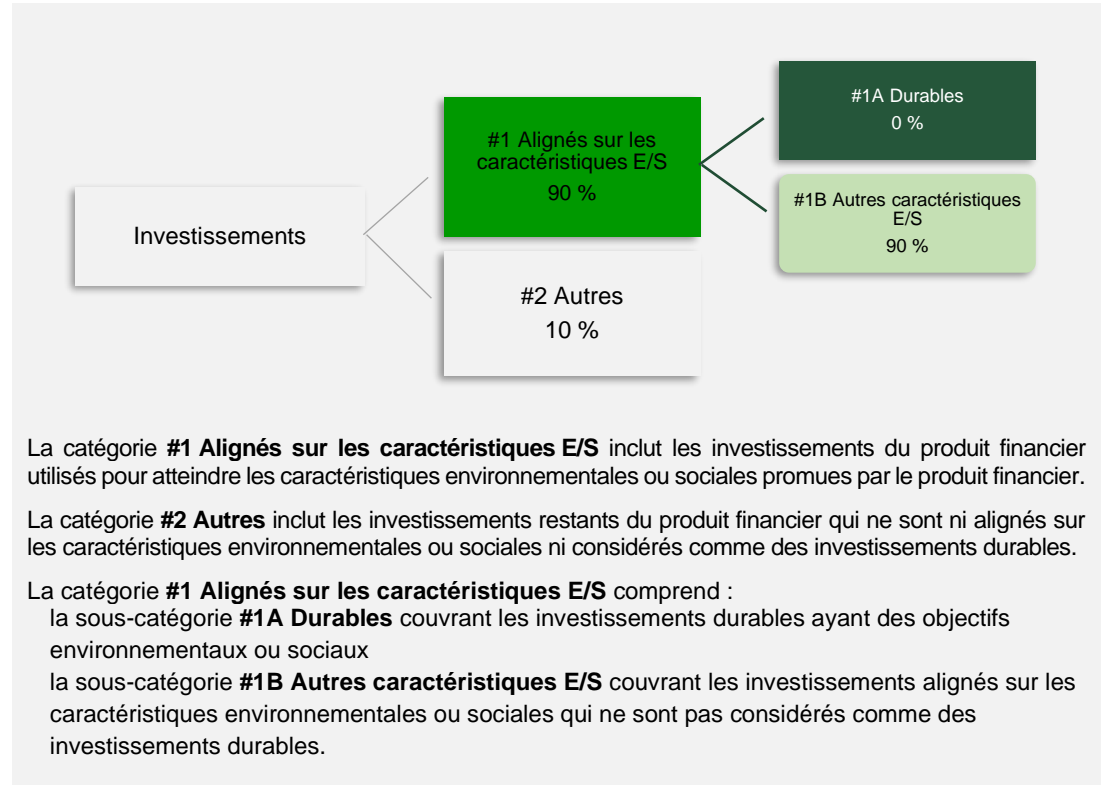 #1A Durables
0 %
#1 Alignés sur les
caractéristiques E/S
90 %
#1B Autres caractéristiques
E/S
90 %
Investissements
#2 Autres
10 %
La catégorie #1 Alignés sur les caractéristiques E/S inclut les investissements du produit financier
utilisés pour atteindre les caractéristiques environnementales ou sociales promues par le produit financier.
La catégorie #2 Autres inclut les investissements restants du produit financier qui ne sont ni alignés sur
les caractéristiques environnementales ou sociales ni considérés comme des investissements durables.
La catégorie #1 Alignés sur les caractéristiques E/S comprend :
la sous-catégorie #1A Durables couvrant les investissements durables ayant des objectifs
environnementaux ou sociaux
la sous-catégorie #1B Autres caractéristiques E/S couvrant les investissements alignés sur les
caractéristiques environnementales ou sociales qui ne sont pas considérés comme des
investissements durables.